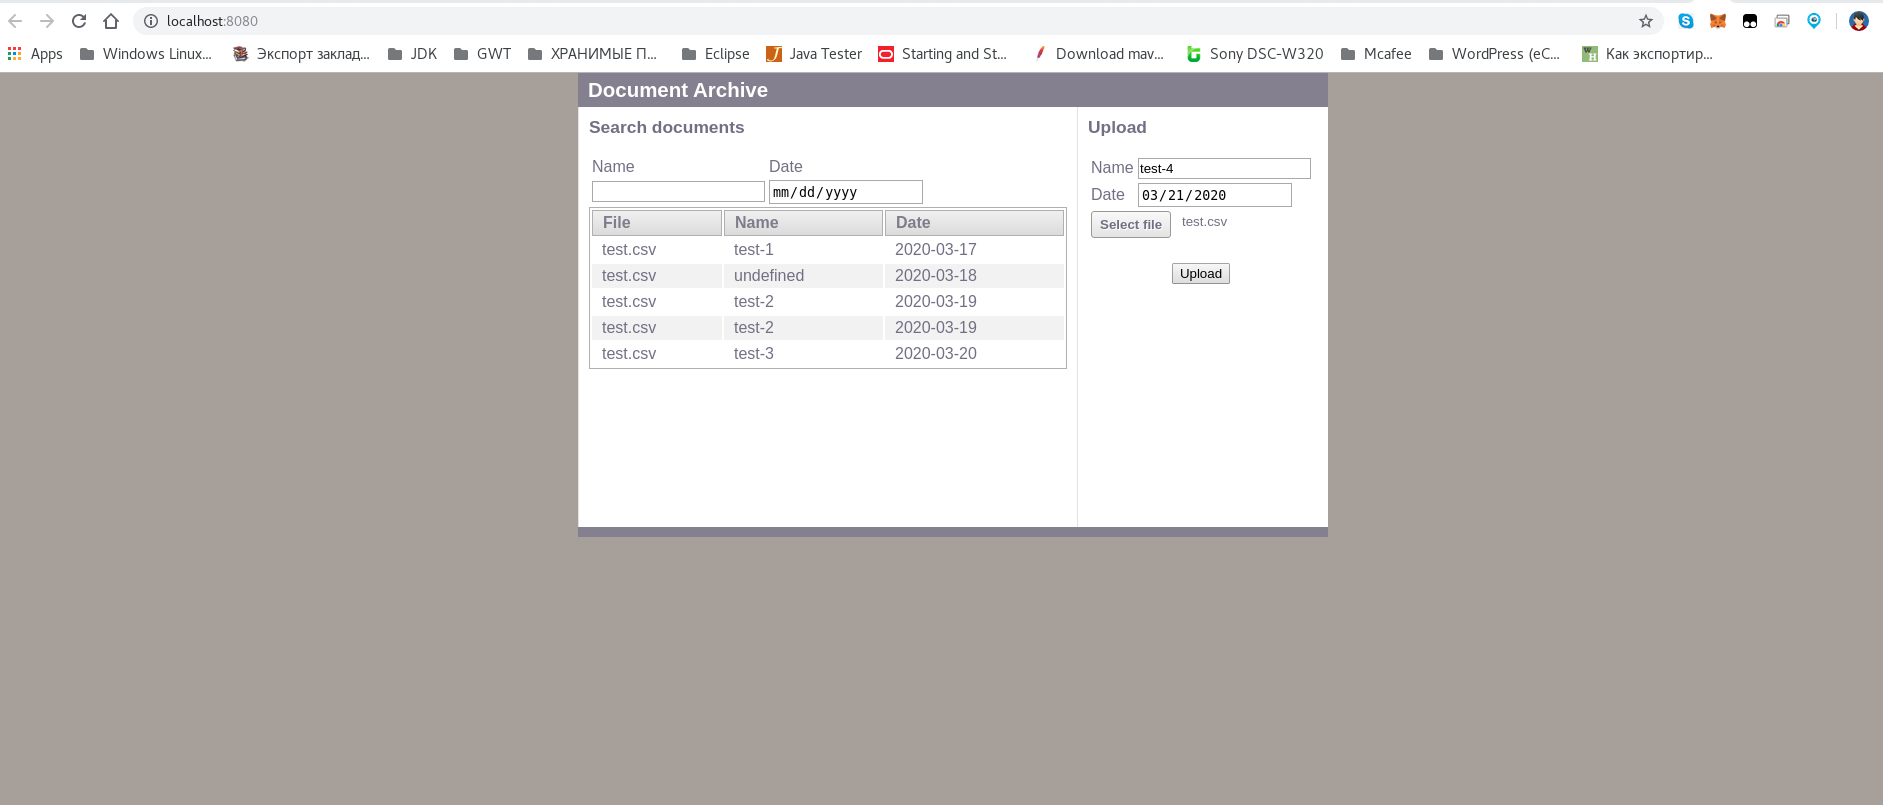 localhost:8080
Apps Windows Linux... Экспорт заклад... JDK GWT ХРАНИМЫЕ П... Eclipse Java Tester Starting and St... Download mav... Sony DSC-W320 Mcafee WordPress (eC... Как экспортир...
Document Archive
Search documents
Name Date
mm/dd/yyyy
File Name Date
test.csv test-1 2020-03-17
test.csv undefined 2020-03-18
test.csv test-2 2020-03-19
test.csv test-2 2020-03-19
test.csv test-3 2020-03-20
Upload
Name test-4
Date 03/21/2020
Select file test.csv
Upload